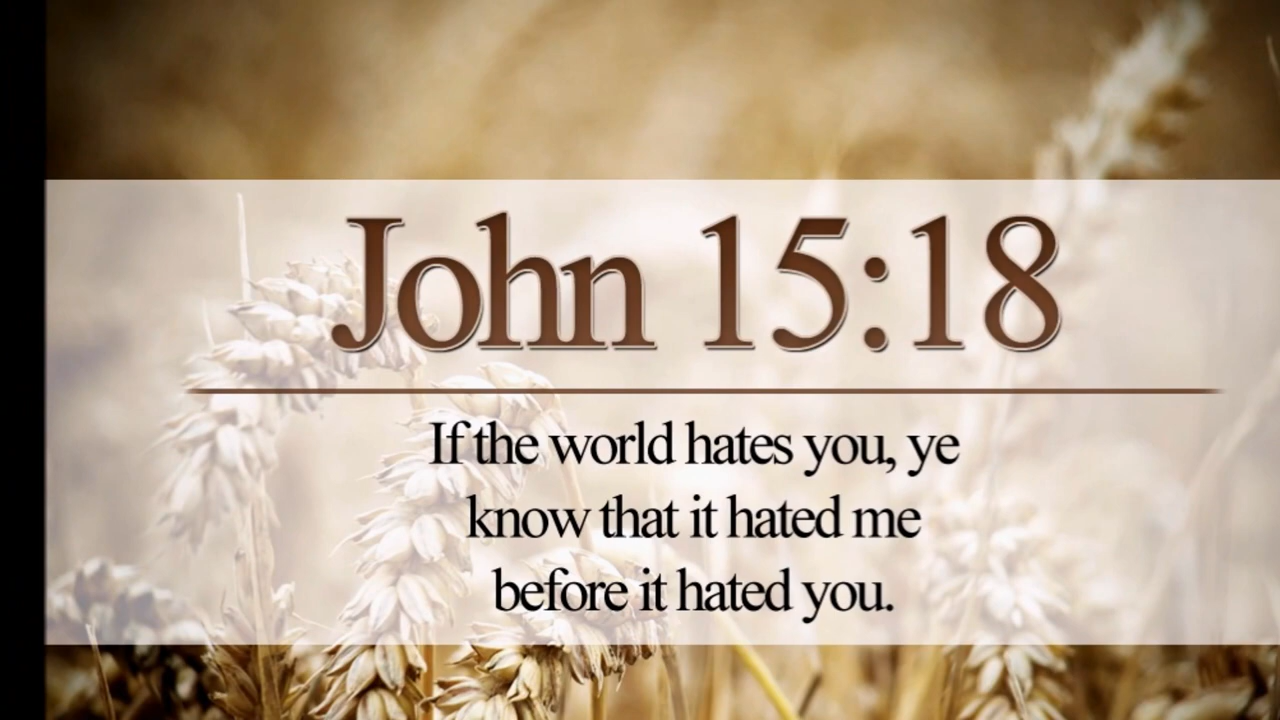 John 15:18
If the world hates you, ye
know that it hated me
before it hated you.